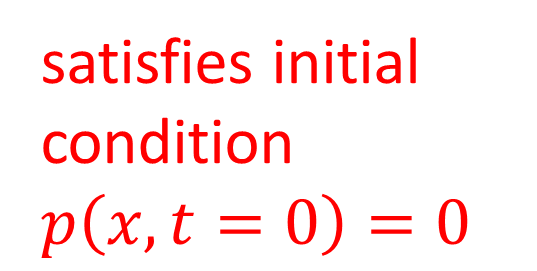 satisfies initial
condition
𝑝(𝑥, 𝑡 = 0) = 0